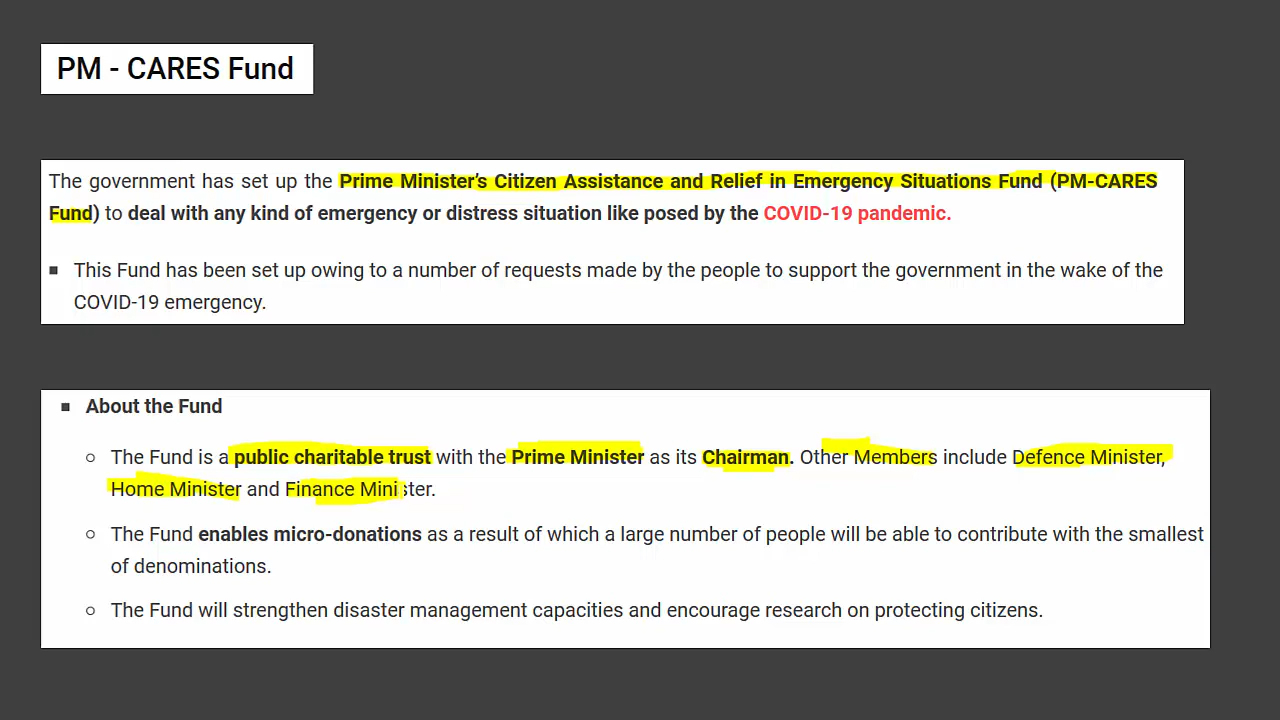 PM - CARES Fund
The government has set up the Prime Minister's Citizen Assistance and Relief in Emergency Situations Fund (PM-CARES
Fund) to deal with any kind of emergency or distress situation like posed by the COVID-19 pandemic.
This Fund has been set up owing to a number of requests made by the people to support the government in the wake of the
COVID-19 emergency.
About the Fund
The Fund is a public charitable trust with the Prime Minister as its Chairman. Other Members include Defence Minister,
Home Minister and Finance Minister.
The Fund enables micro-donations as a result of which a large number of people will be able to contribute with the smallest
of denominations.
The Fund will strengthen disaster management capacities and encourage research on protecting citizens.